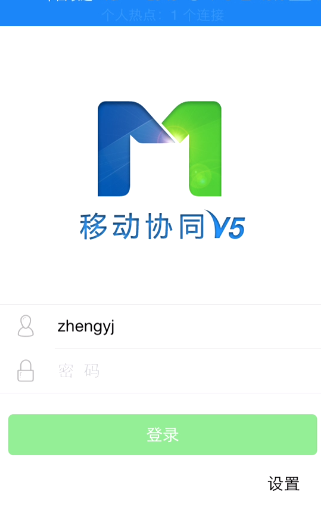 个人热点：1 个连接
移动协同V5
zhengyj
密 码
登录
设置